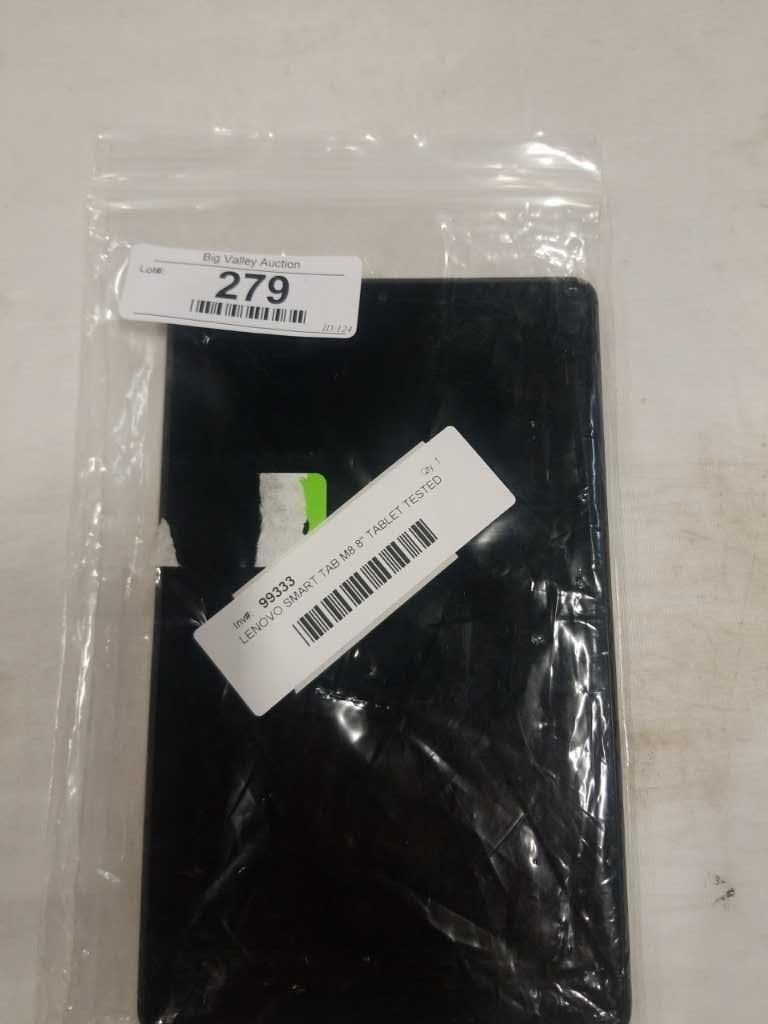 Big Valley Auction
Lot#:
279
ID:124
Qty 1
Inv#: 99333
LENOVO SMART TAB M8 8" TABLET TESTED